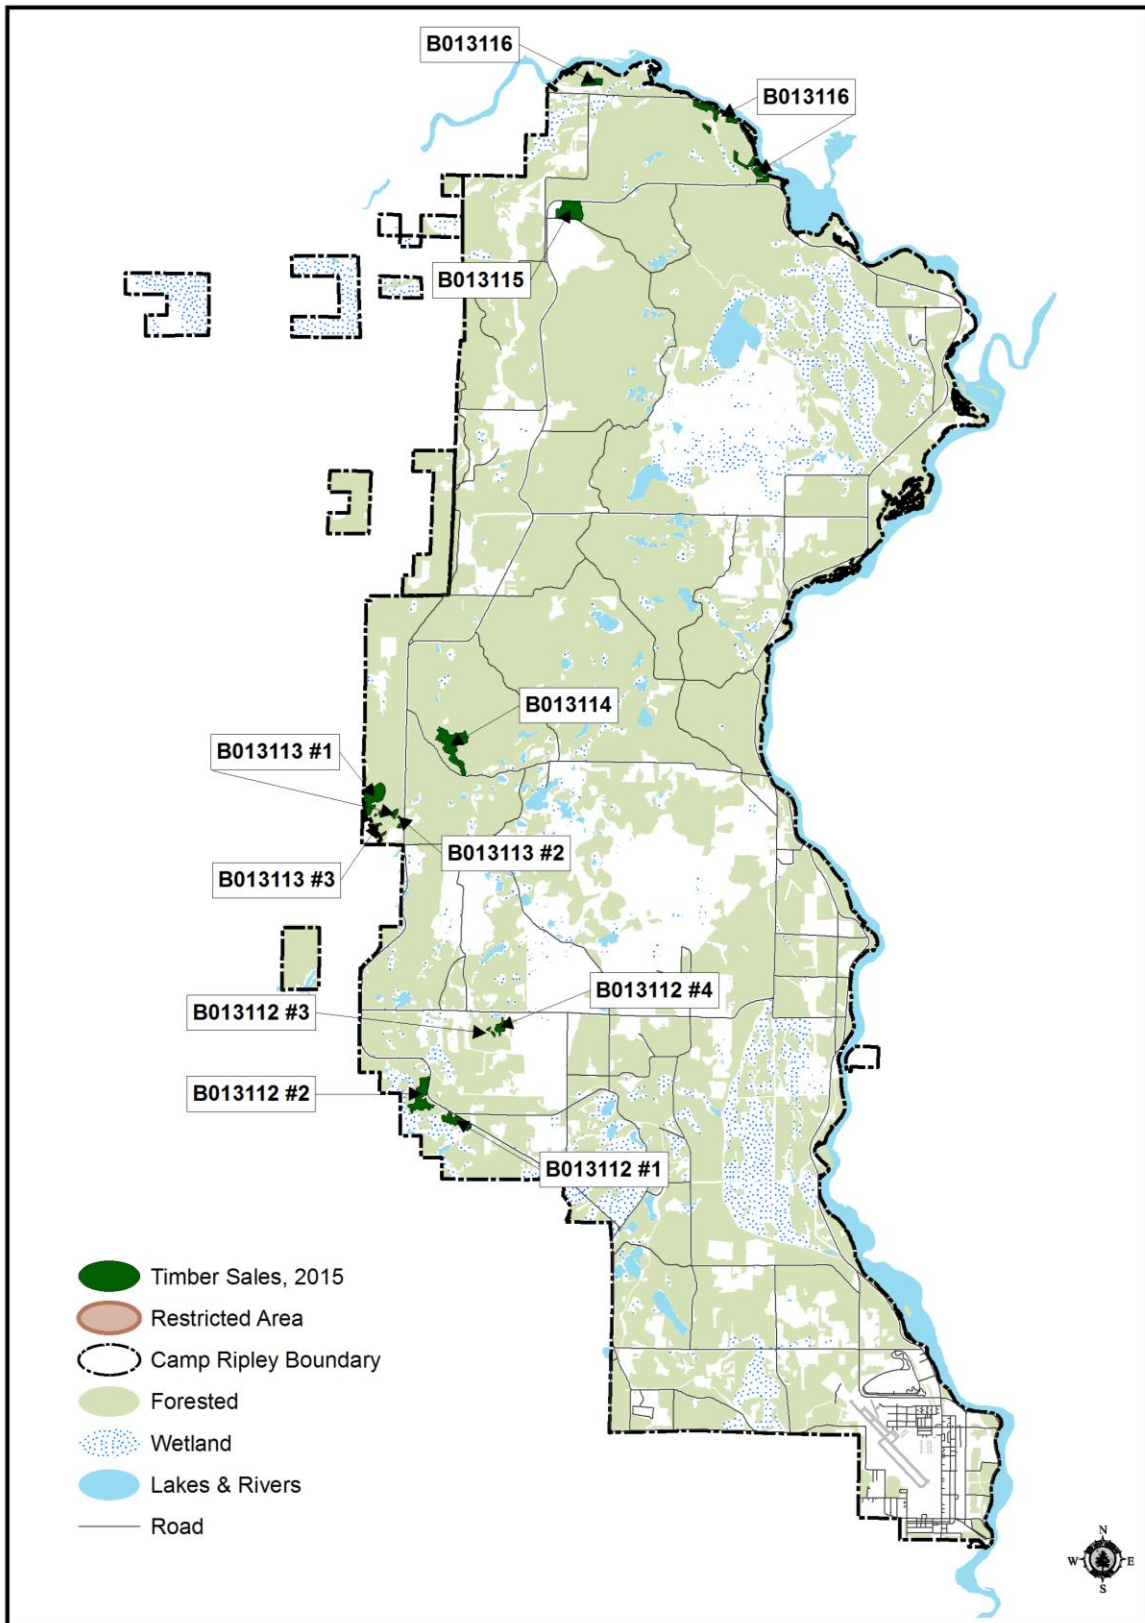 B013116
B013116
B013115
B013114
B013113 #1
B013113 #2
B013113 #3
B013112 #4
B013112 #3
B013112 #2
B013112 #1
Timber Sales, 2015
Restricted Area
Camp Ripley Boundary
Forested
Wetland
Lakes & Rivers
Road
N
W E
S